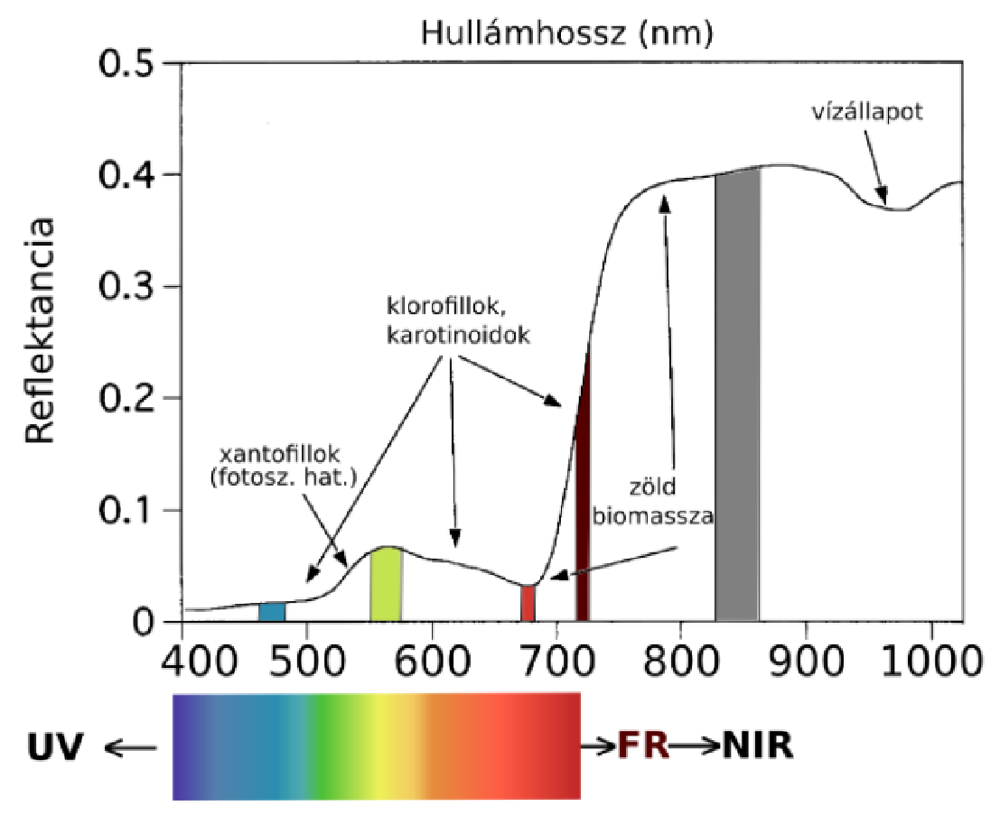 Hullámhossz (nm)
0.5
vízállapot
0.4
Reflektancia
0.3
klorofillok,
karotinoidok
0.2
xantofillok
(fotosz. hat.)
zöld
biomassza
0.1
0
400 500 600 700 800 900 1000
UV FR NIR